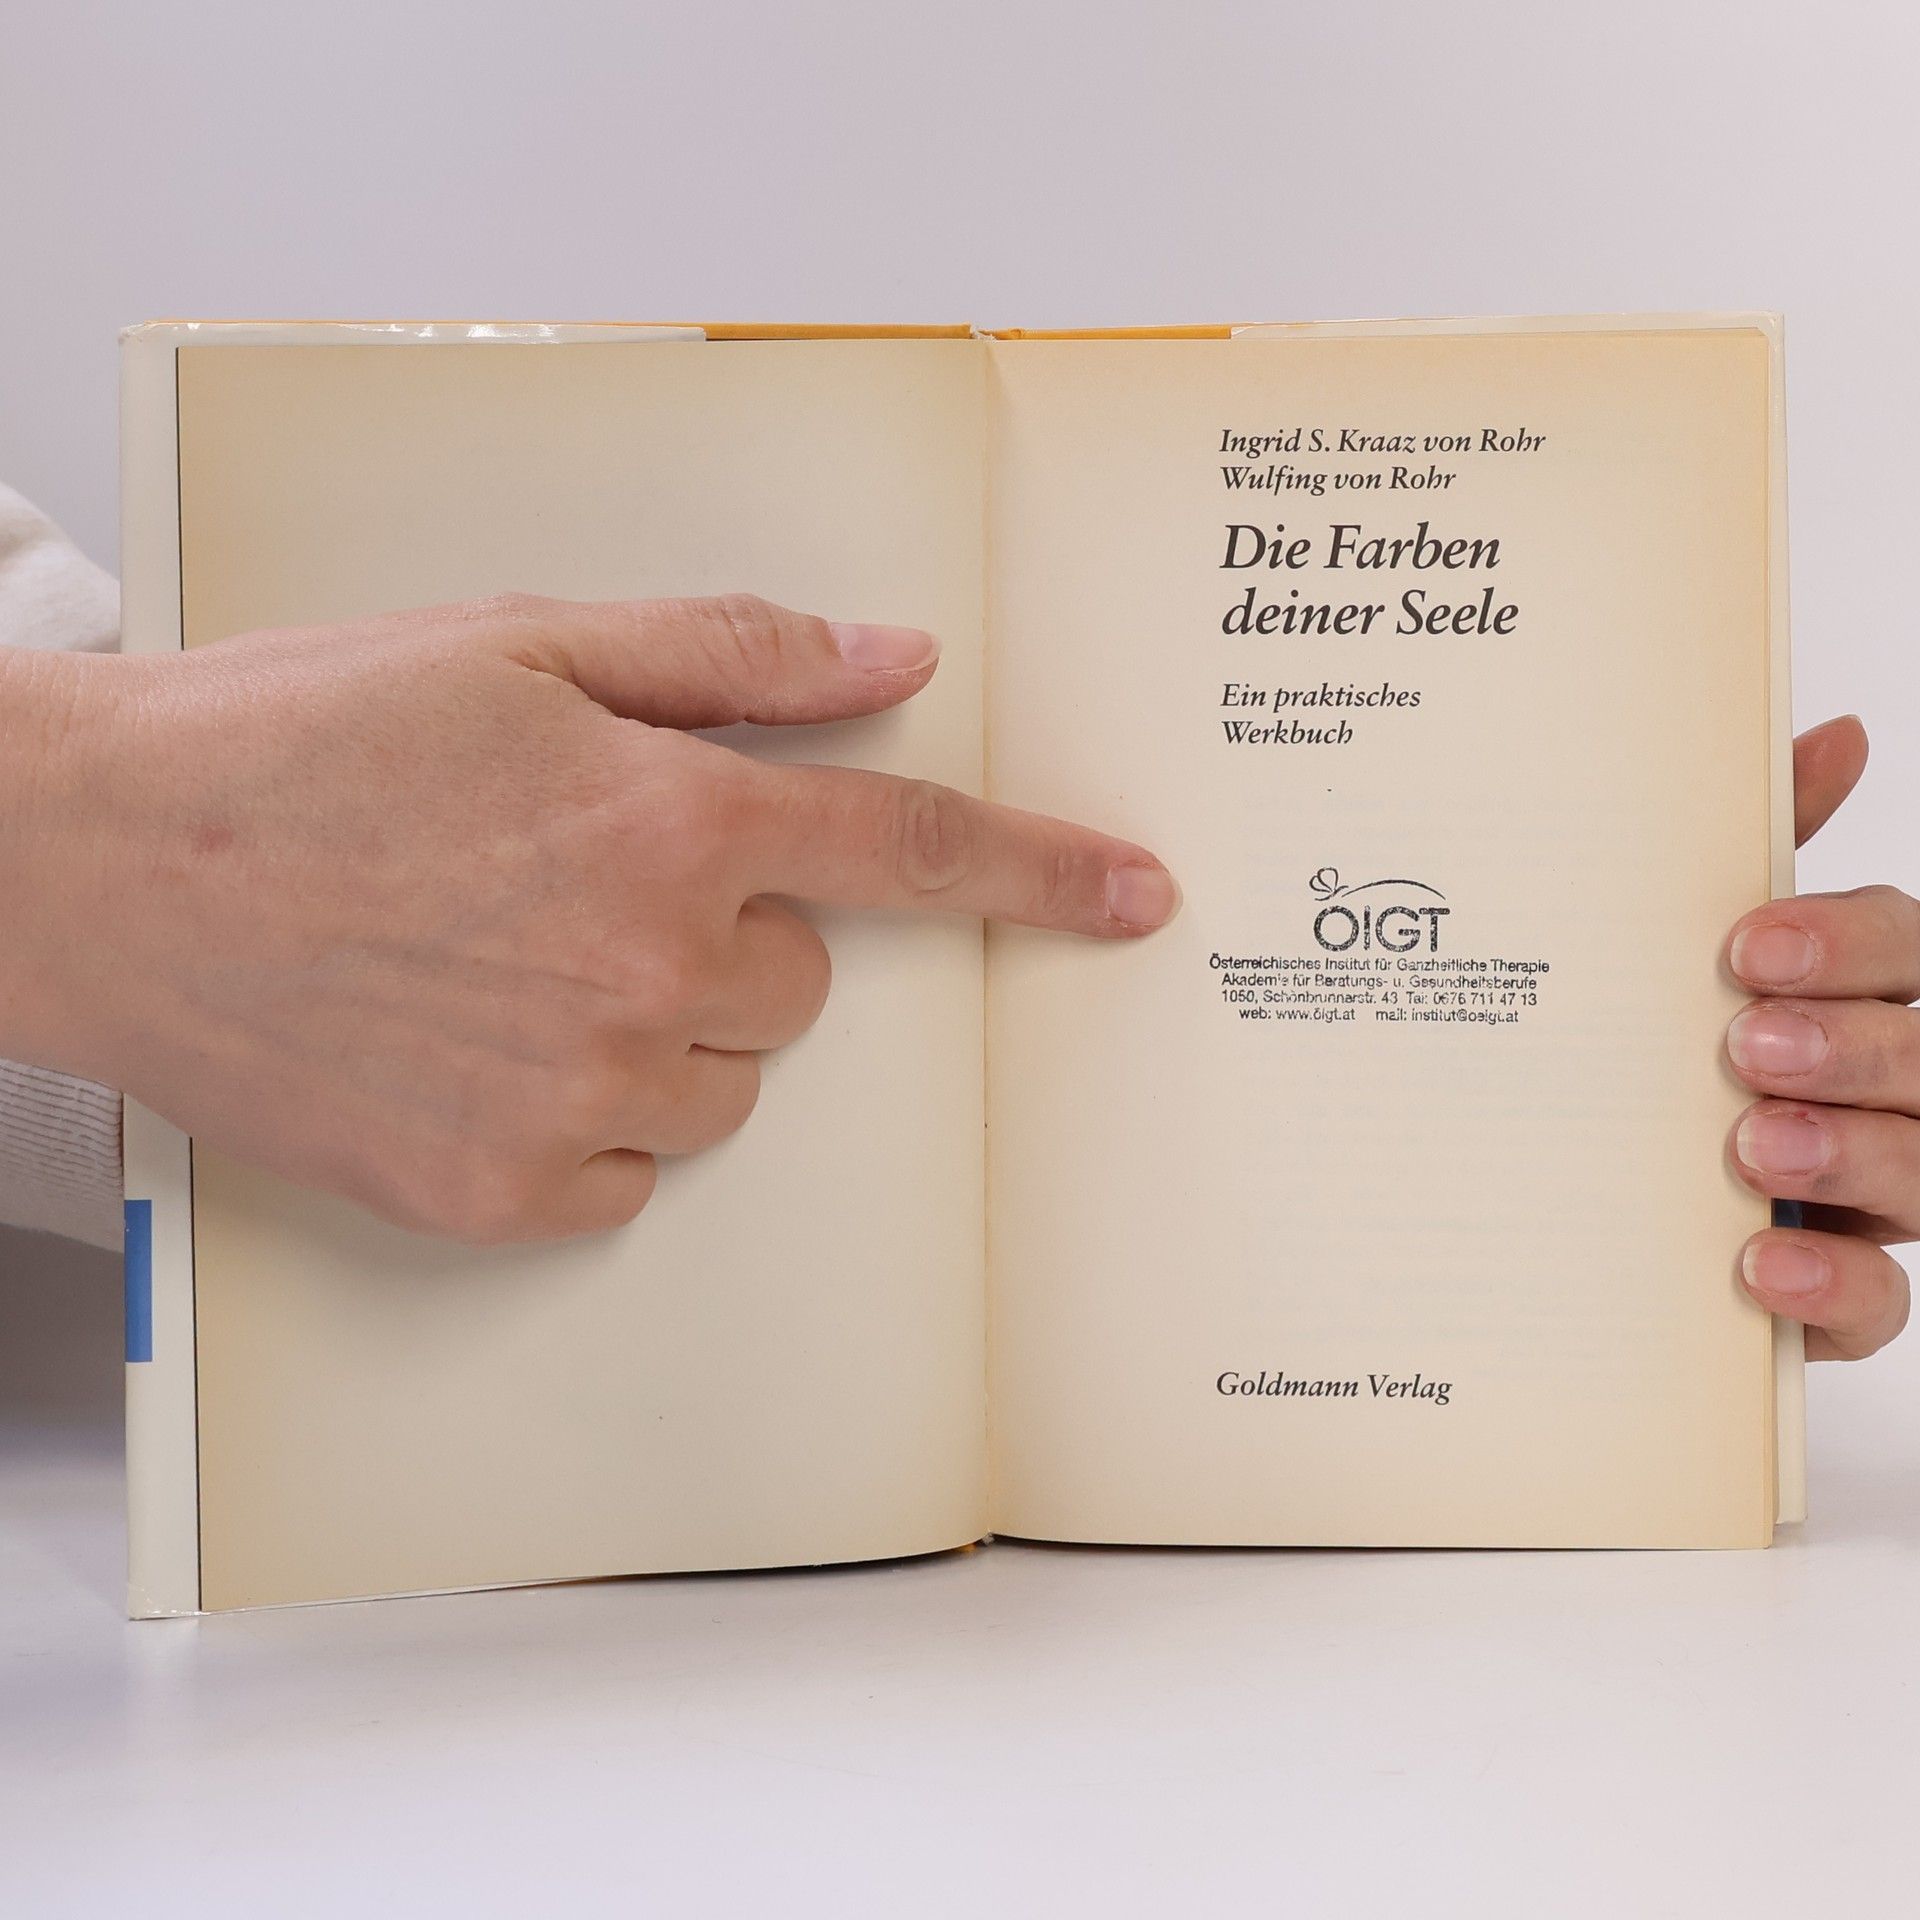 Ingrid S. Kraaz von Rohr
Wulfing von Rohr
Die Farben
deiner Seele
Ein praktisches
Werkbuch
ÖIGT
Österreichisches Institut für Ganzheitliche Therapie
Akademie für Beratungs- u. Gesundheitsberufe
1050, Schönbrunnerstr. 43 Tel: 0676 711 47 13
web: www.öigt.at mail: institut@oeigt.at
Goldmann Verlag